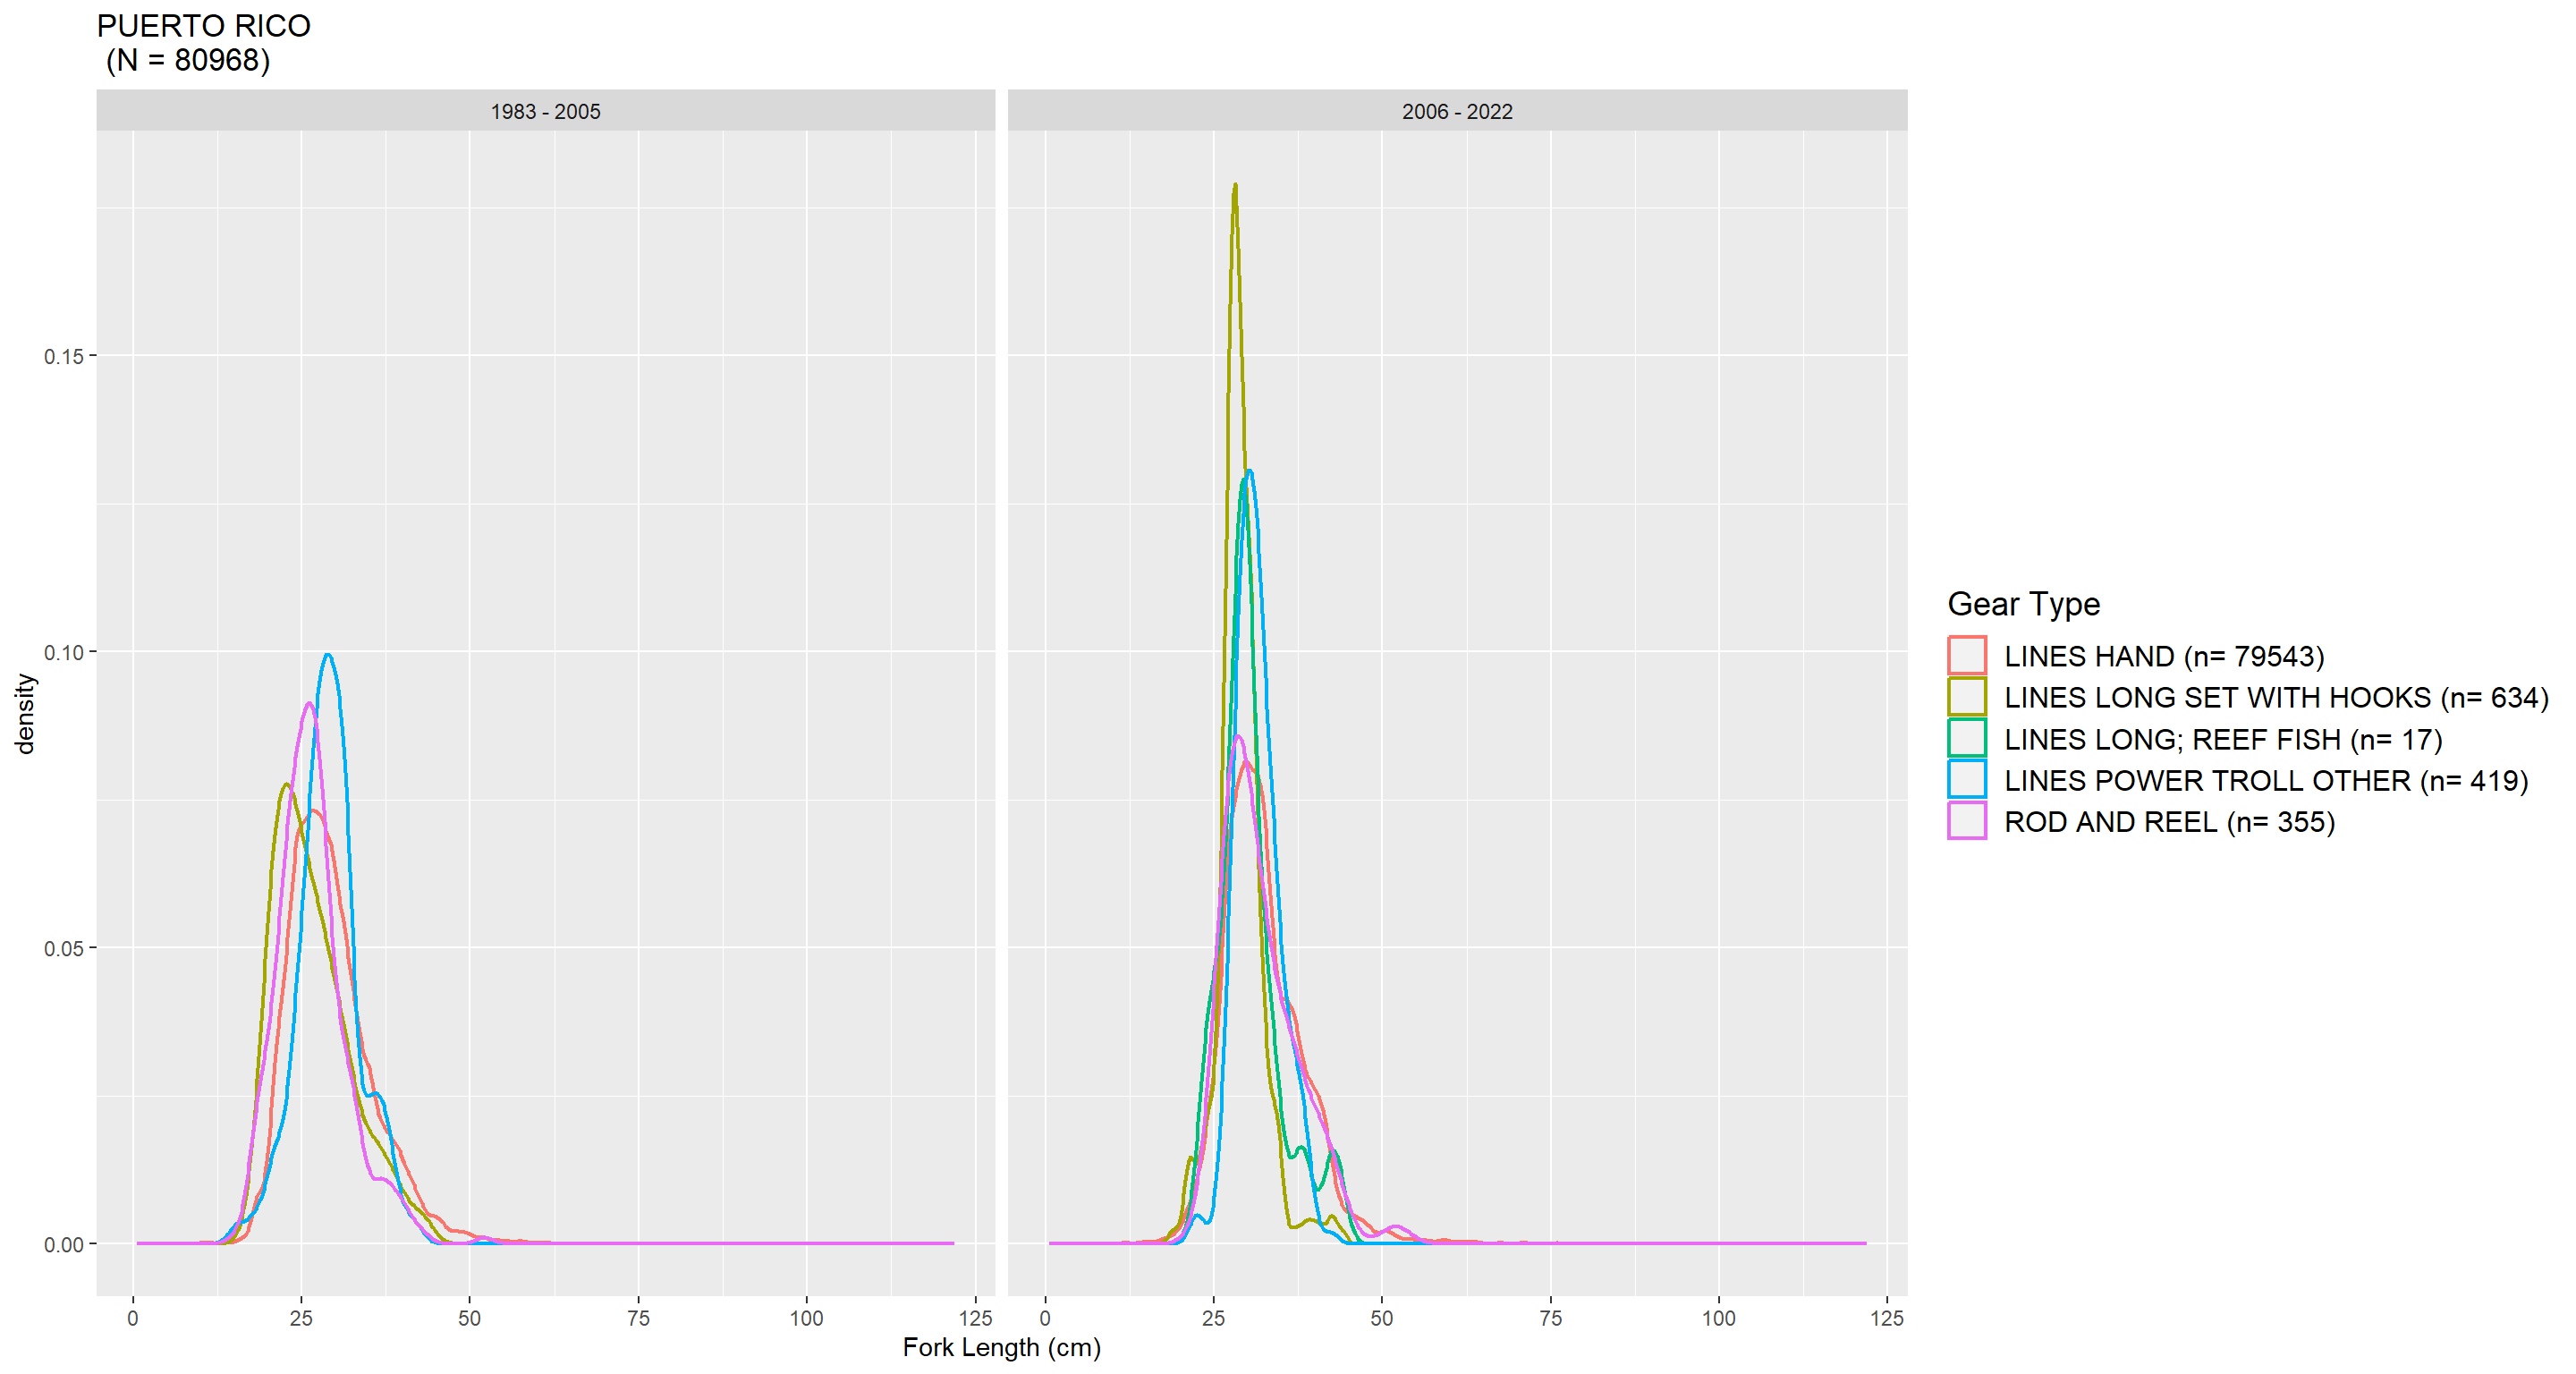 PUERTO RICO
(N = 80968)
1983 - 2005
2006 - 2022
density
0.15
0.10
0.05
0.00
0 25 50 75 100 125
0 25 50 75 100 125
Fork Length (cm)
Gear Type
LINES HAND (n= 79543)
LINES LONG SET WITH HOOKS (n= 634)
LINES LONG; REEF FISH (n= 17)
LINES POWER TROLL OTHER (n= 419)
ROD AND REEL (n= 355)